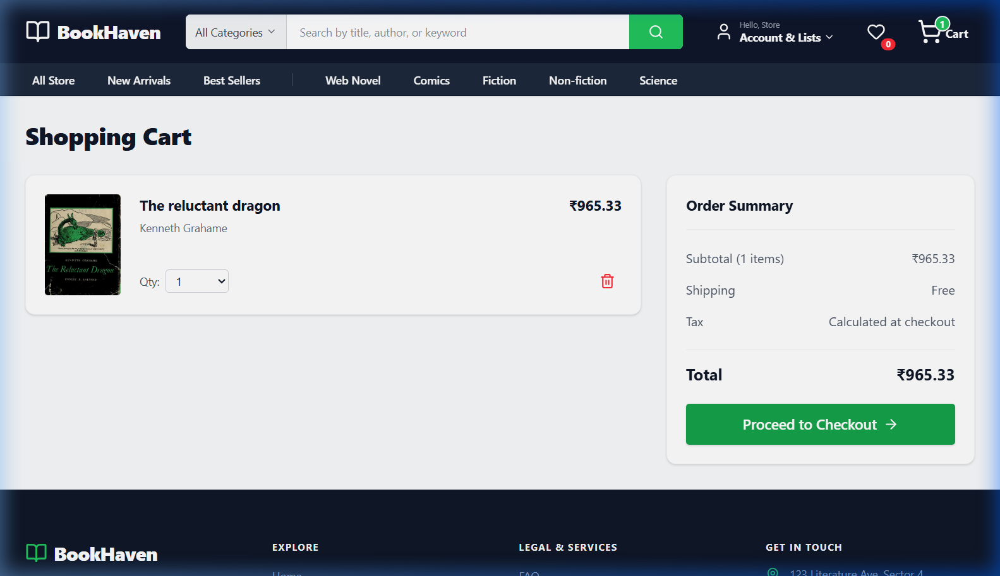 BookHaven
All Categories
Search by title, author, or keyword
Hello, Store
Account & Lists
0
1
Cart
All Store
New Arrivals
Best Sellers
Web Novel
Comics
Fiction
Non-fiction
Science
Shopping Cart
The reluctant dragon
₹965.33
Kenneth Grahame
KENNETH GRAHAME
The Reluctant Dragon
ERNEST H. SHEPARD
Qty: 1
Order Summary
Subtotal (1 items) ₹965.33
Shipping Free
Tax Calculated at checkout
Total ₹965.33
Proceed to Checkout
BookHaven
EXPLORE
Home
LEGAL & SERVICES
FAQ
GET IN TOUCH
123 Literature Ave, Sector 4,